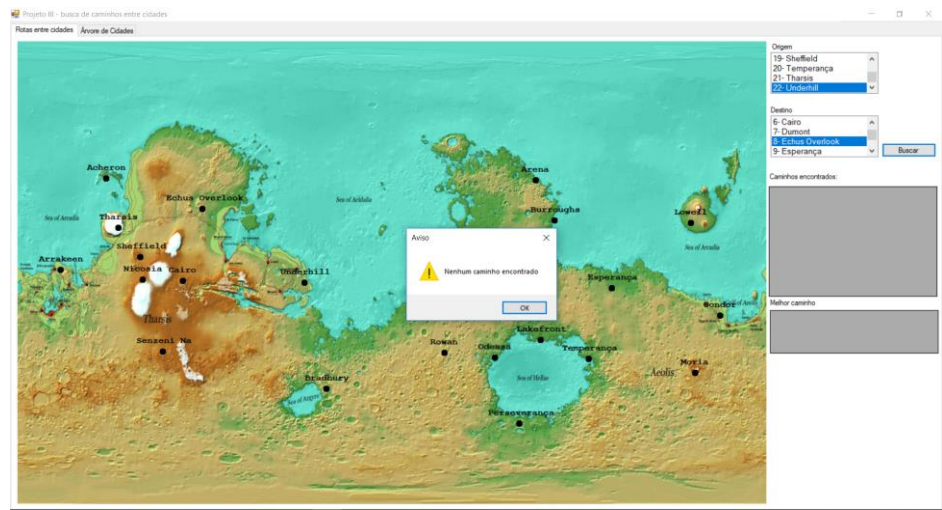 Projeto III - busca de caminhos entre cidades
Rotas entre cidades Árvore de Cidades
Origem
19- Sheffield
20- Temperança
21- Tharsis
22- Underhill
Destino
6- Cairo
7- Dumont
8- Echus Overlook
9- Esperança
Buscar
Caminhos encontrados:
Melhor caminho
Acheron
Echus Overlook
Sea of Acidalia
Arena
Burroughs
Lowell
Sea of Arcadia
Tharsis
Sea of Arcadia
Sheffield
Arrakeen
Nicosia Cairo
Underhill
Aviso
Nenhum caminho encontrado
OK
Esperança
Gondor
Tharsis
Senzeni Na
Rowan
Lakefront
Odessa
Temperança
Moria
Aeolis
Bradbury
Sea of Argyre
Sea of Hellas
Perseverança